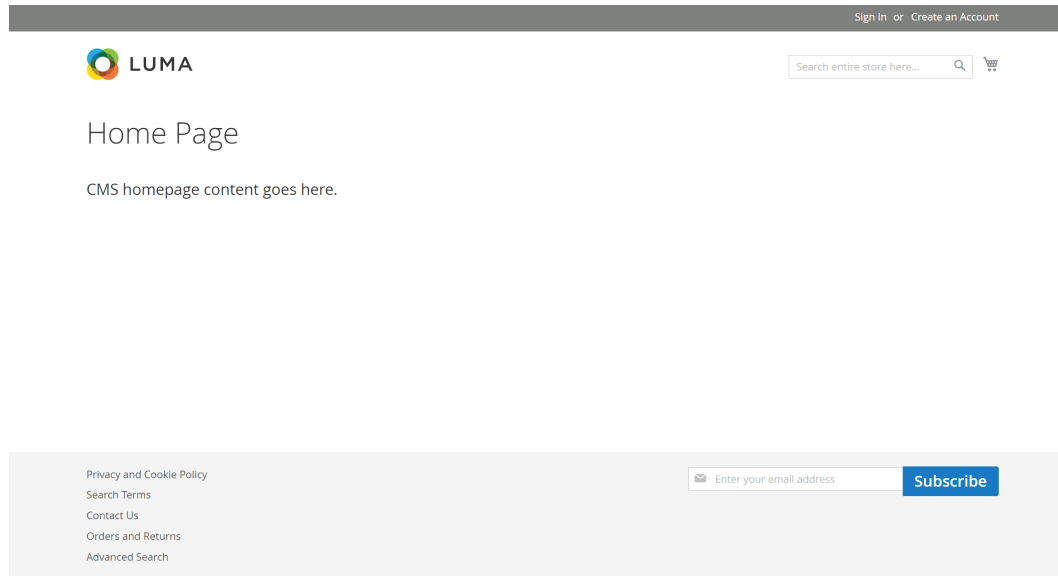 Sign In or Create an Account
LUMA
Search entire store here...
Home Page
CMS homepage content goes here.
Privacy and Cookie Policy
Search Terms
Contact Us
Orders and Returns
Advanced Search
Enter your email address
Subscribe